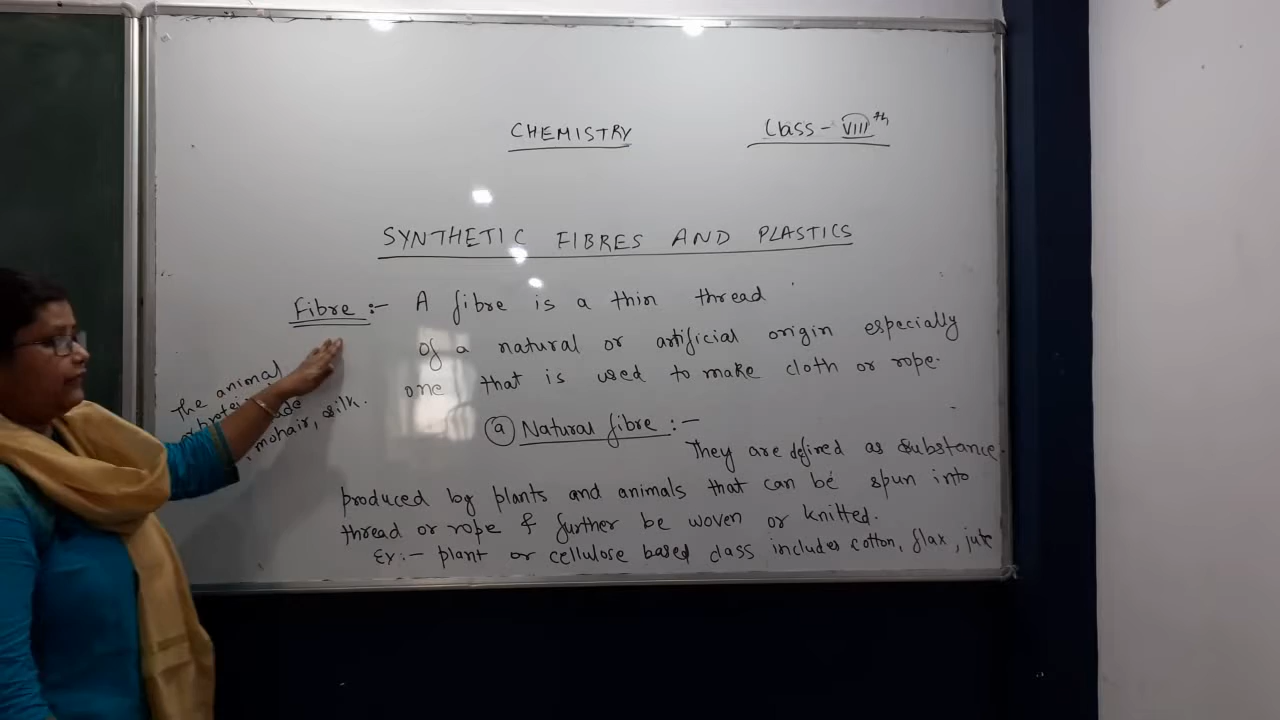 CHEMISTRY
Class - VIIIth
SYNTHETIC FIBRES AND PLASTICS
Fibre :- A fibre is a thin thread
of a natural or artificial origin especially
one that is used to make cloth or rope.
(a) Natural fibre :-
They are defined as substance
produced by plants and animals that can be spun into
thread or rope & further be woven or knitted.
Ex :- plant or cellulose based class includes cotton, flax, jute
The animal
mohair, silk.